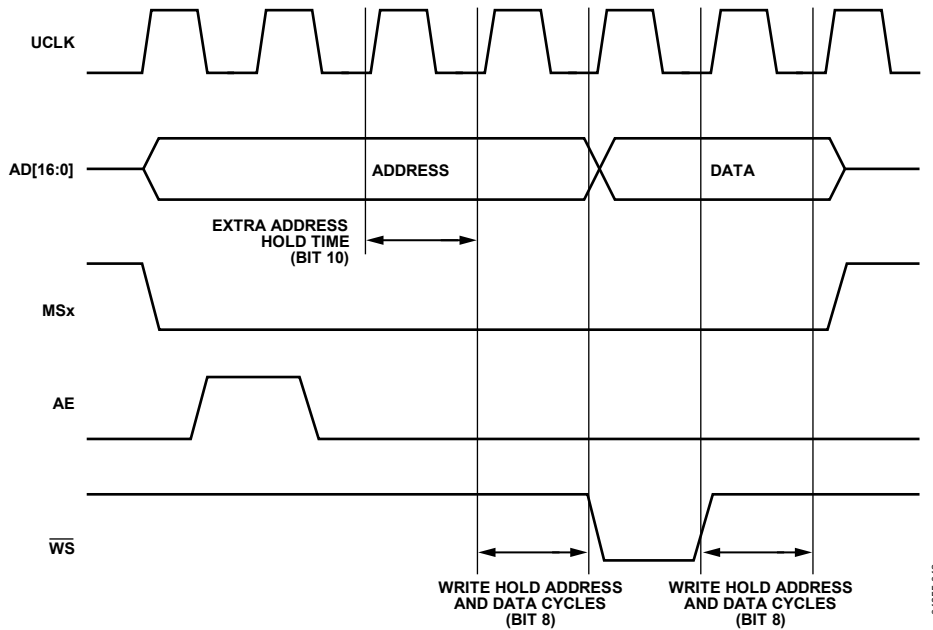 UCLK
AD[16:0]
ADDRESS
DATA
EXTRA ADDRESS
HOLD TIME
(BIT 10)
MSx
AE
WS
WRITE HOLD ADDRESS
AND DATA CYCLES
(BIT 8)
WRITE HOLD ADDRESS
AND DATA CYCLES
(BIT 8)